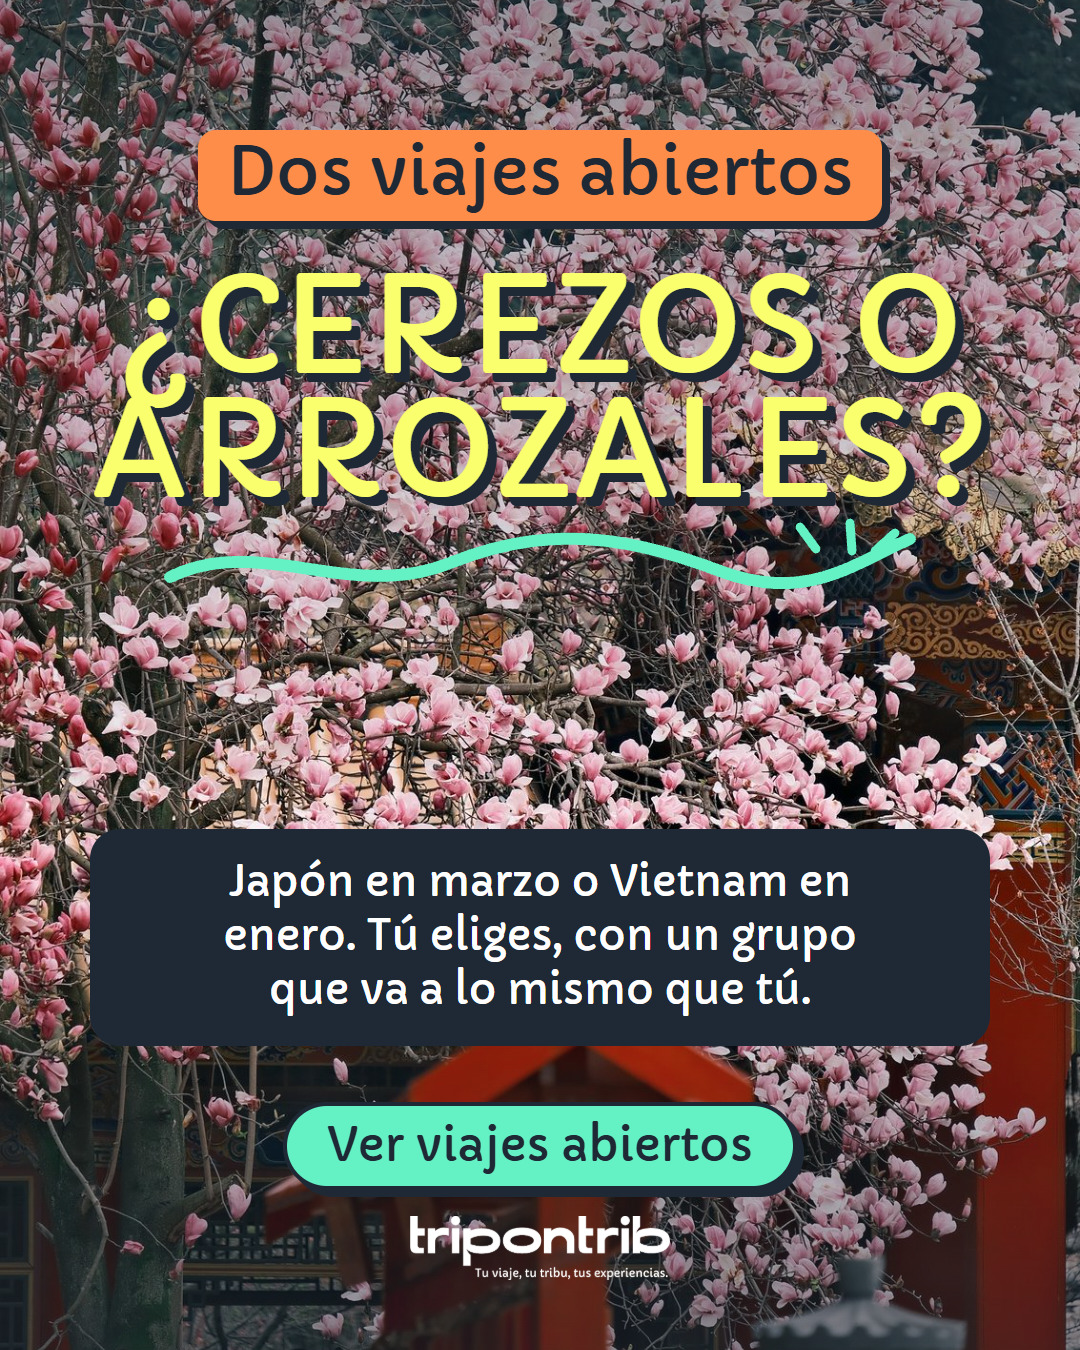 Dos viajes abiertos
¿CEREZOS O
ARROZALES?
Japón en marzo o Vietnam en
enero. Tú eliges, con un grupo
que va a lo mismo que tú.
Ver viajes abiertos
tripontrib
Tu viaje, tu tribu, tus experiencias.